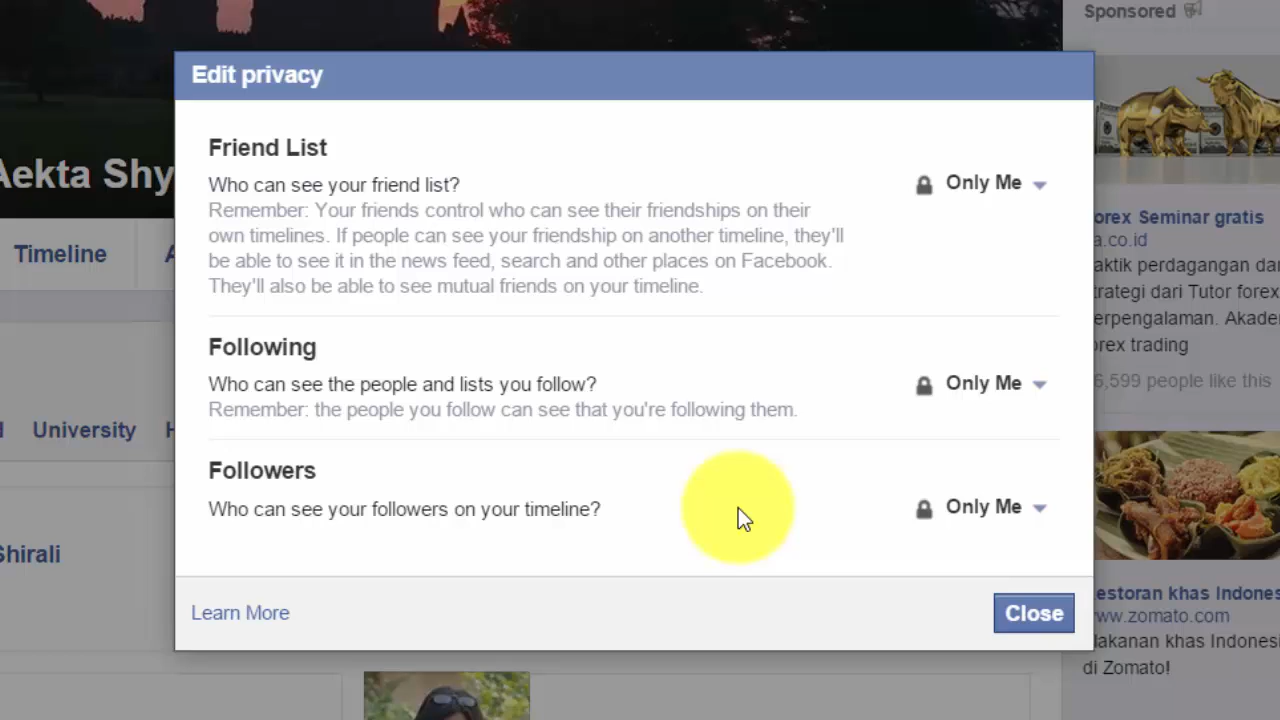 Sponsored
Edit privacy
Friend List
Who can see your friend list?
Only Me
Remember: Your friends control who can see their friendships on their
own timelines. If people can see your friendship on another timeline, they'll
be able to see it in the news feed, search and other places on Facebook.
They'll also be able to see mutual friends on your timeline.
Following
Who can see the people and lists you follow?
Only Me
Remember: the people you follow can see that you're following them.
Followers
Who can see your followers on your timeline?
Only Me
Learn More
Close
Aekta Shy
Timeline
A
University
H
Shirali
orex Seminar gratis
a.co.id
aktik perdagangan dan
trategi dari Tutor forex
erpengalaman. Akade
orex trading
6,599 people like this
estoran khas Indones
ww.zomato.com
akanan khas Indonesi
di Zomato!